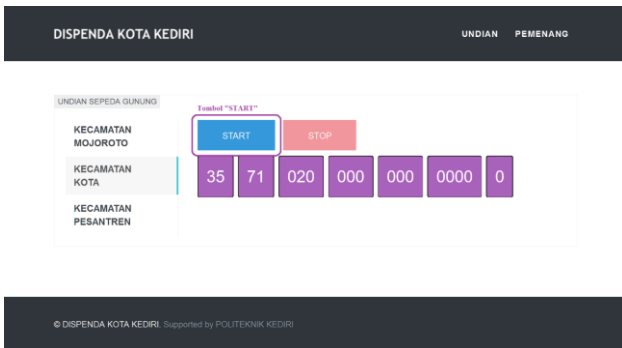 DISPENDA KOTA KEDIRI
UNDIAN PEMENANG
UNDIAN SEPEDA GUNUNG
Tombol "START"
KECAMATAN
MOJOROTO
KECAMATAN
KOTA
KECAMATAN
PESANTREN
START STOP
35 71 020 000 000 0000 0
© DISPENDA KOTA KEDIRI. Supported by POLITEKNIK KEDIRI